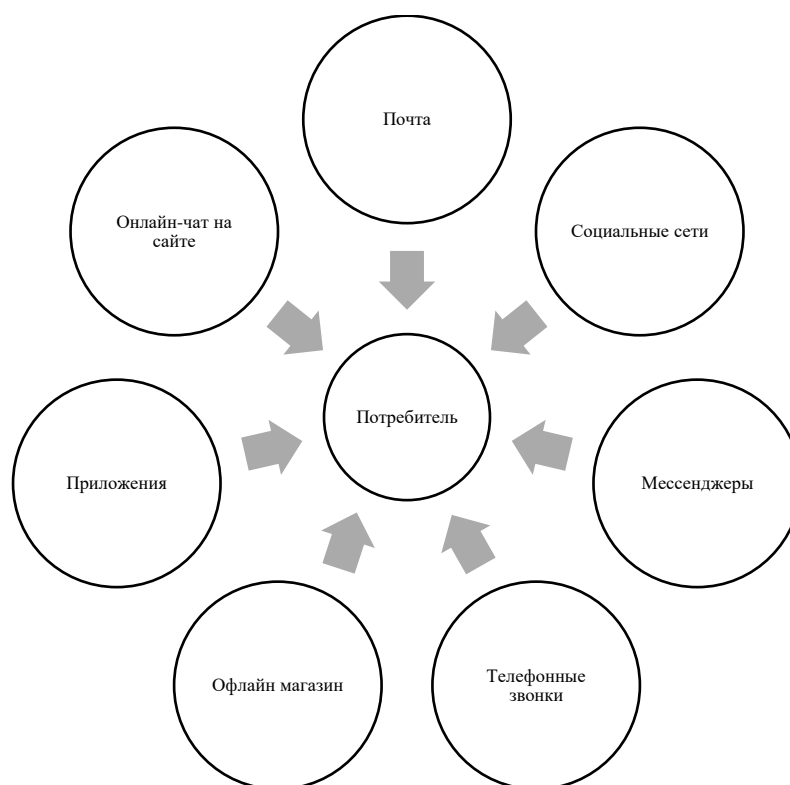 Почта
Онлайн-чат на
сайте
Социальные сети
Потребитель
Приложения
Мессенджеры
Офлайн магазин
Телефонные
звонки